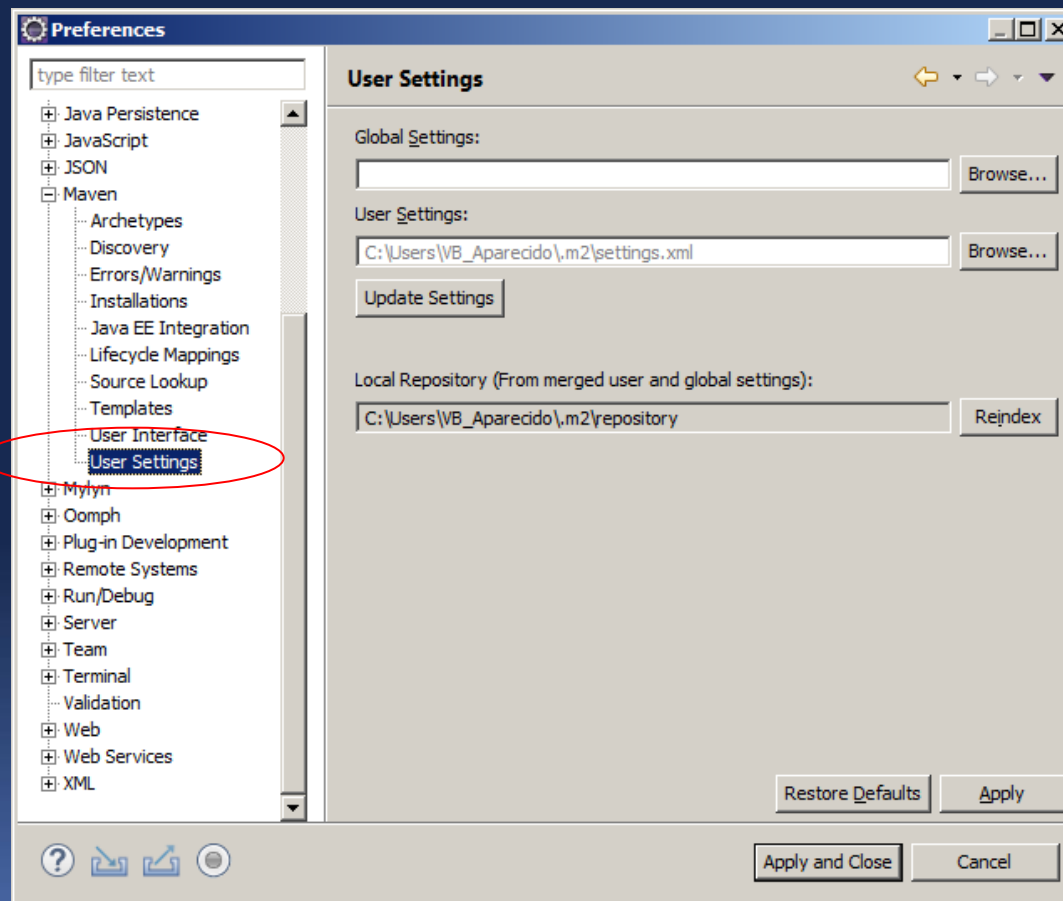 Preferences
type filter text
Java Persistence
JavaScript
JSON
Maven
Archetypes
Discovery
Errors/Warnings
Installations
Java EE Integration
Lifecycle Mappings
Source Lookup
Templates
User Interface
User Settings
Mylyn
Oomph
Plug-in Development
Remote Systems
Run/Debug
Server
Team
Terminal
Validation
Web
Web Services
XML
User Settings
Global Settings:
Browse...
User Settings:
C:\Users\VB_Aparecido\.m2\settings.xml
Browse...
Update Settings
Local Repository (From merged user and global settings):
C:\Users\VB_Aparecido\.m2\repository
Reindex
Restore Defaults
Apply
?
Apply and Close
Cancel